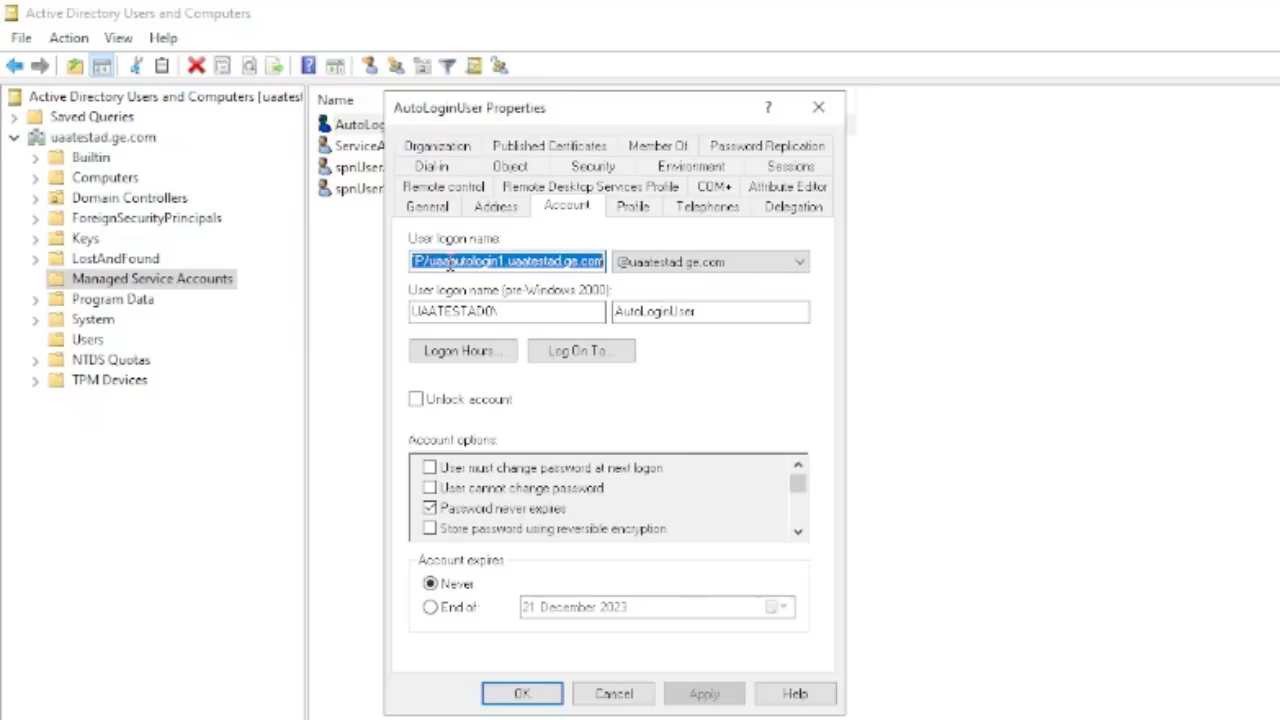 Active Directory Users and Computers
File Action View Help
Active Directory Users and Computers [uaatest
Saved Queries
uaatestad.ge.com
Builtin
Computers
Domain Controllers
ForeignSecurityPrincipals
Keys
LostAndFound
Managed Service Accounts
Program Data
System
Users
NTDS Quotas
TPM Devices
Name
AutoLog
ServiceA
spnUser
spnUser
AutoLoginUser Properties
Organization Published Certificates Member Of Password Replication
Dial-in Object Security Environment Sessions
Remote control Remote Desktop Services Profile COM+ Attribute Editor
General Address Account Profile Telephones Delegation
User logon name:
P/uaaautologin1.uaatestad.ge.com @uaatestad.ge.com
User logon name (pre-Windows 2000):
UAATESTAD0\ AutoLoginUser
Logon Hours... Log On To...
Unlock account
Account options:
User must change password at next logon
User cannot change password
Password never expires
Store password using reversible encryption
Account expires
Never
End of: 21 December 2023
OK Cancel Apply Help